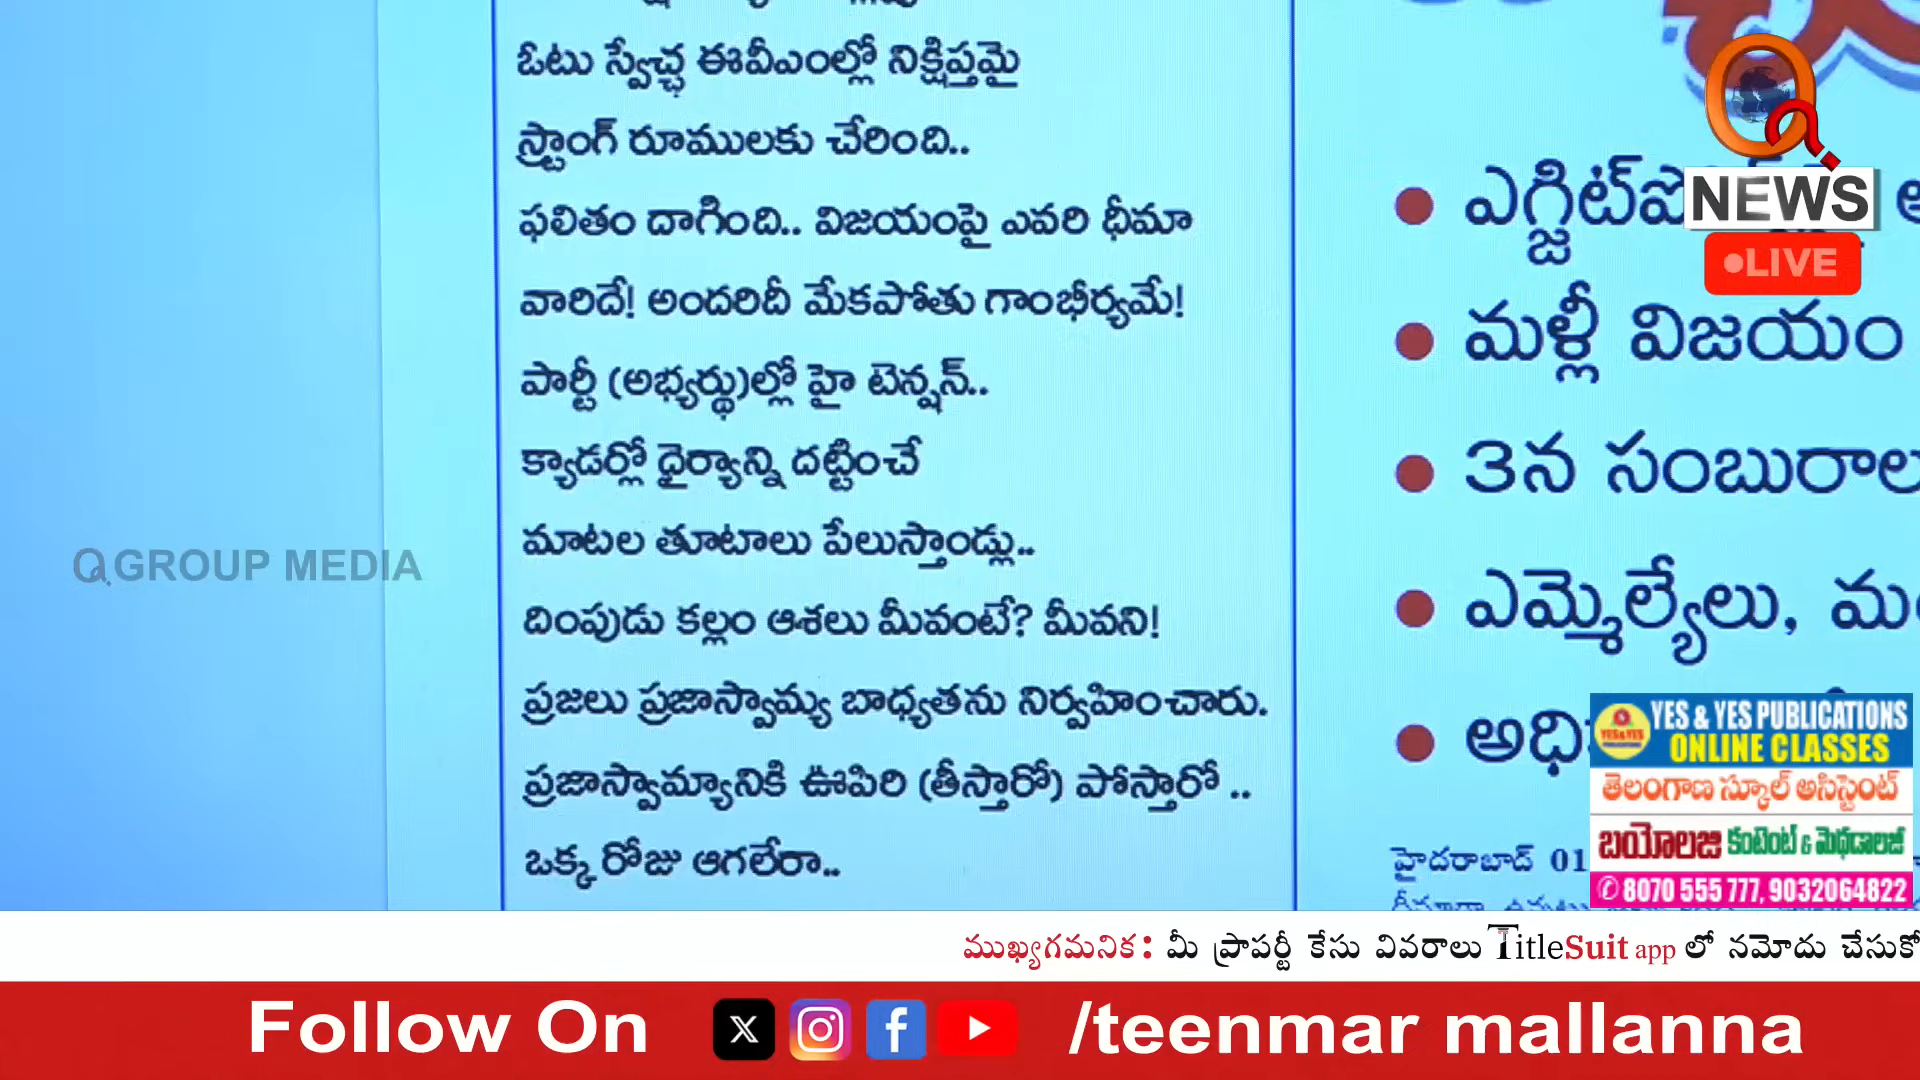 ఓటు స్వేచ్ఛ ఈవీఎంల్లో నిక్షిప్తమై
స్ట్రాంగ్ రూములకు చేరింది..
ఫలితం దాగింది.. విజయంపై ఎవరి ధీమా
వారిదే! అందరిదీ మేకపోతు గాంభీర్యమే!
పార్టీ (అభ్యర్థు)ల్లో హై టెన్షన్..
క్యాడర్లో ధైర్యాన్ని దట్టించే
మాటల తూటాలు పేలుస్తాండ్లు..
దింపుడు కల్లం ఆశలు మీవంటే? మీవని!
ప్రజలు ప్రజాస్వామ్య బాధ్యతను నిర్వహించారు.
ప్రజాస్వామ్యానికి ఊపిరి (తీస్తారో) పోస్తారో ..
ఒక్క రోజు ఆగలేరా..
మళ్లీ విజయం
3న
ఎమ్మెల్యేలు,
హైదరాబాద్ 01
Q NEWS
LIVE
Q GROUP MEDIA
YES & YES PUBLICATIONS
ONLINE CLASSES
తెలంగాణ స్కూల్ అసిస్టెంట్
బయోలజి కంటెంట్ & మెథడాలజీ
8070 555 777, 9032064822
ముఖ్యగమనిక: మీ ప్రాపర్టీ కేసు వివరాలు TitleSuit app లో నమోదు
Follow On /teenmar mallanna